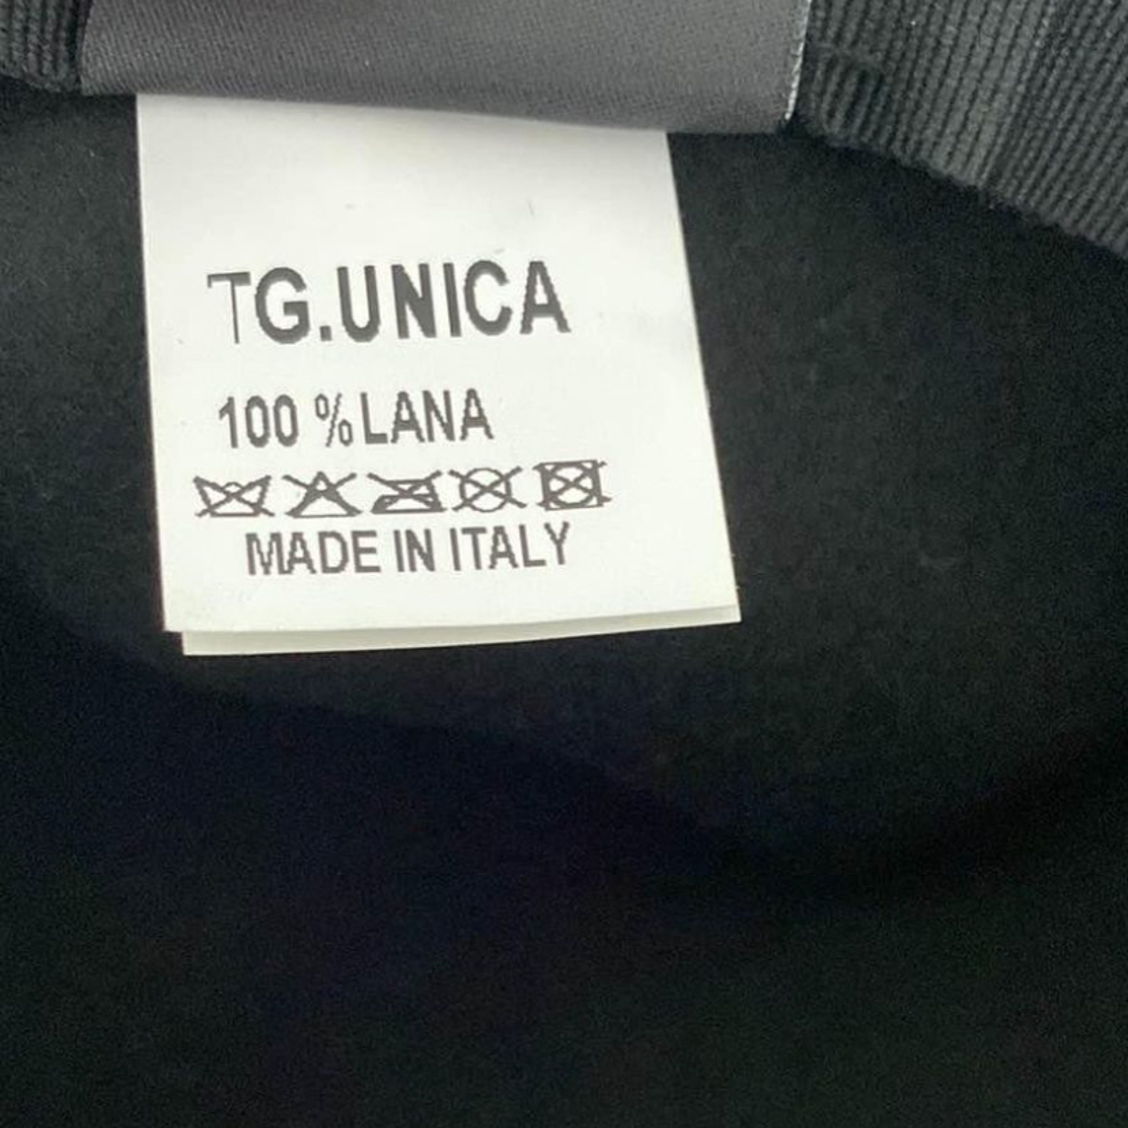 TG.UNICA
100 % LANA
MADE IN ITALY